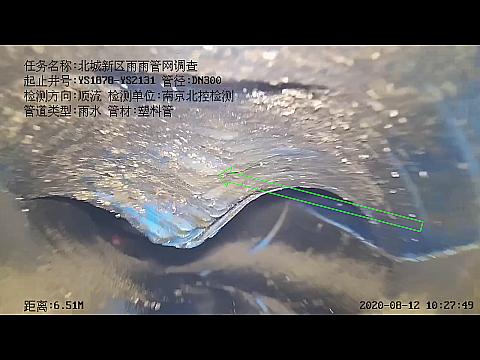 任务名称:北城新区雨雨管网调查
起止井号:YS1878-YS2131 管径:DN300
检测方向:顺流 检测单位:南京北控检测
管道类型:雨水 管材:塑料管
距离:6.51M
2020-08-12 10:27:49